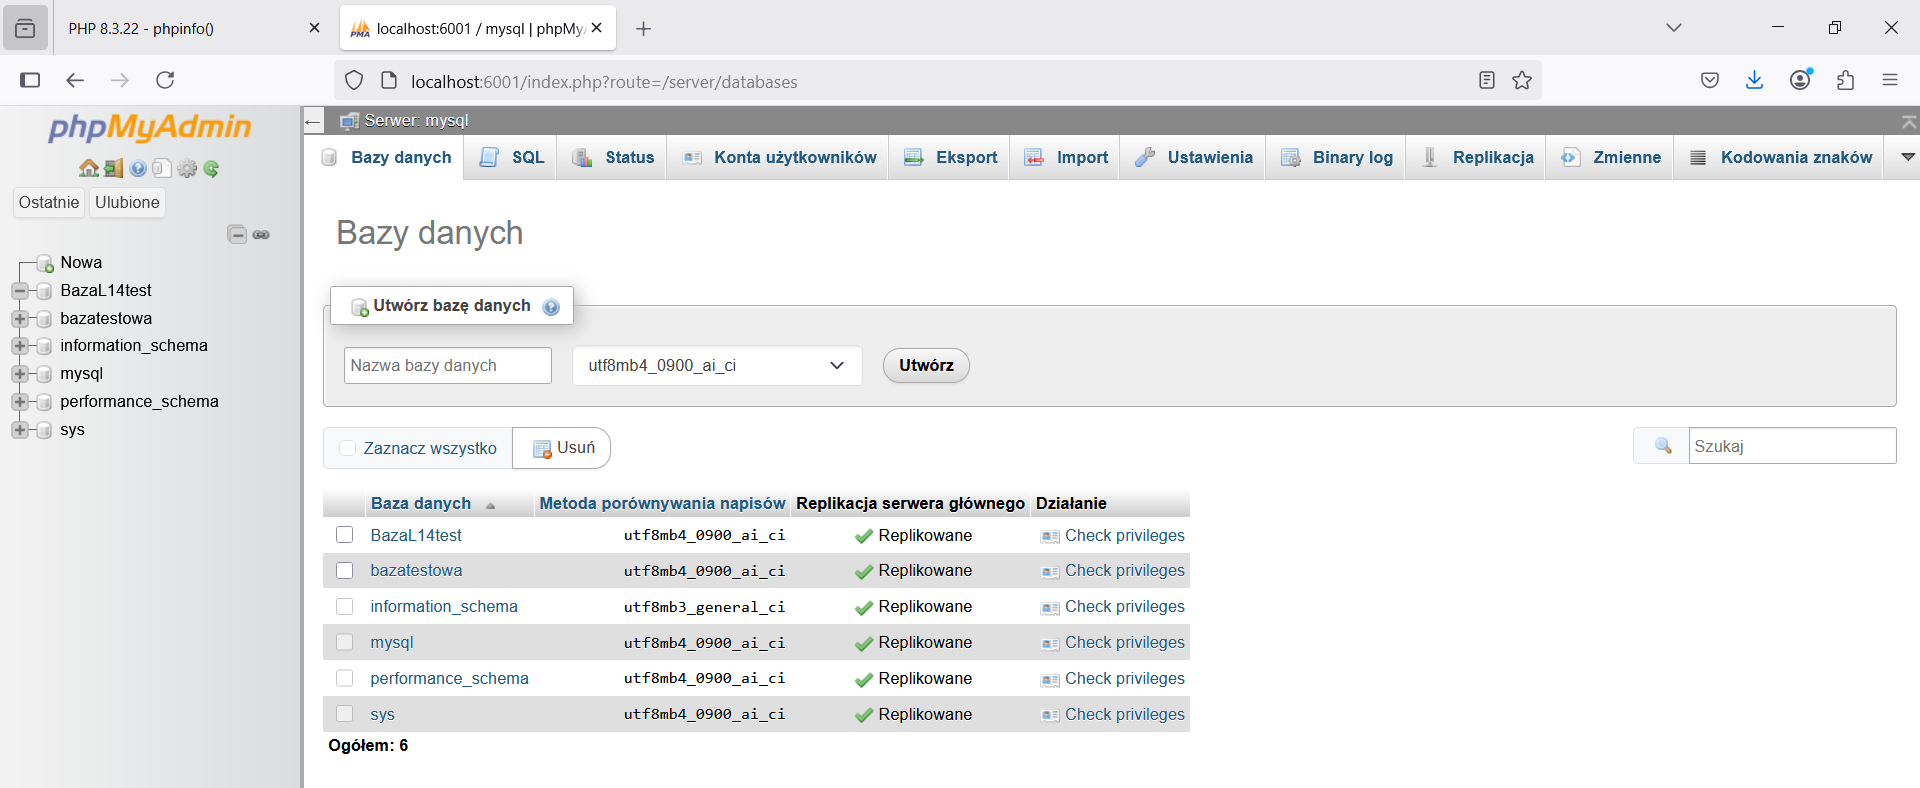 PHP 8.3.22 - phpinfo()
localhost:6001 / mysql | phpMy
localhost:6001/index.php?route=/server/databases
phpMyAdmin
Ostatnie Ulubione
Nowa
BazaL14test
bazatestowa
information_schema
mysql
performance_schema
sys
Serwer: mysql
Bazy danych SQL Status Konta użytkowników Eksport Import Ustawienia Binary log Replikacja Zmienne Kodowania znaków
Bazy danych
Utwórz bazę danych
Nazwa bazy danych utf8mb4_0900_ai_ci Utwórz
Zaznacz wszystko Usuń Szukaj
Baza danych Metoda porównywania napisów Replikacja serwera głównego Działanie
BazaL14test utf8mb4_0900_ai_ci Replikowane Check privileges
bazatestowa utf8mb4_0900_ai_ci Replikowane Check privileges
information_schema utf8mb3_general_ci Replikowane Check privileges
mysql utf8mb4_0900_ai_ci Replikowane Check privileges
performance_schema utf8mb4_0900_ai_ci Replikowane Check privileges
sys utf8mb4_0900_ai_ci Replikowane Check privileges
Ogółem: 6